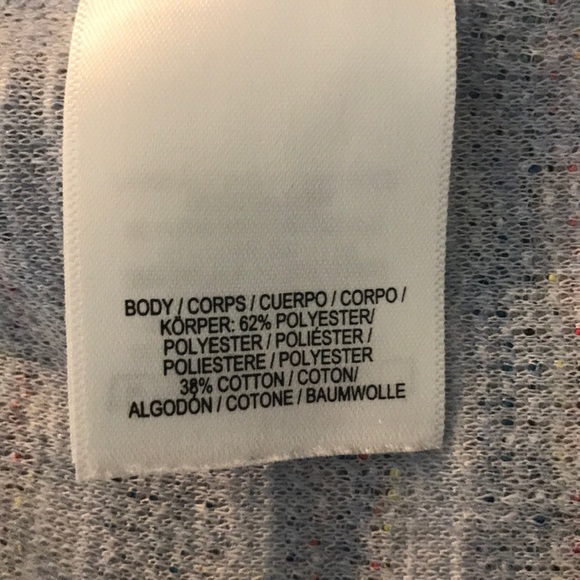 BODY / CORPS / CUERPO / CORPO /
KÖRPER: 62% POLYESTER/
POLYESTER / POLIÉSTER /
POLIESTERE / POLYESTER
38% COTTON / COTON/
ALGODÓN / COTONE / BAUMWOLLE